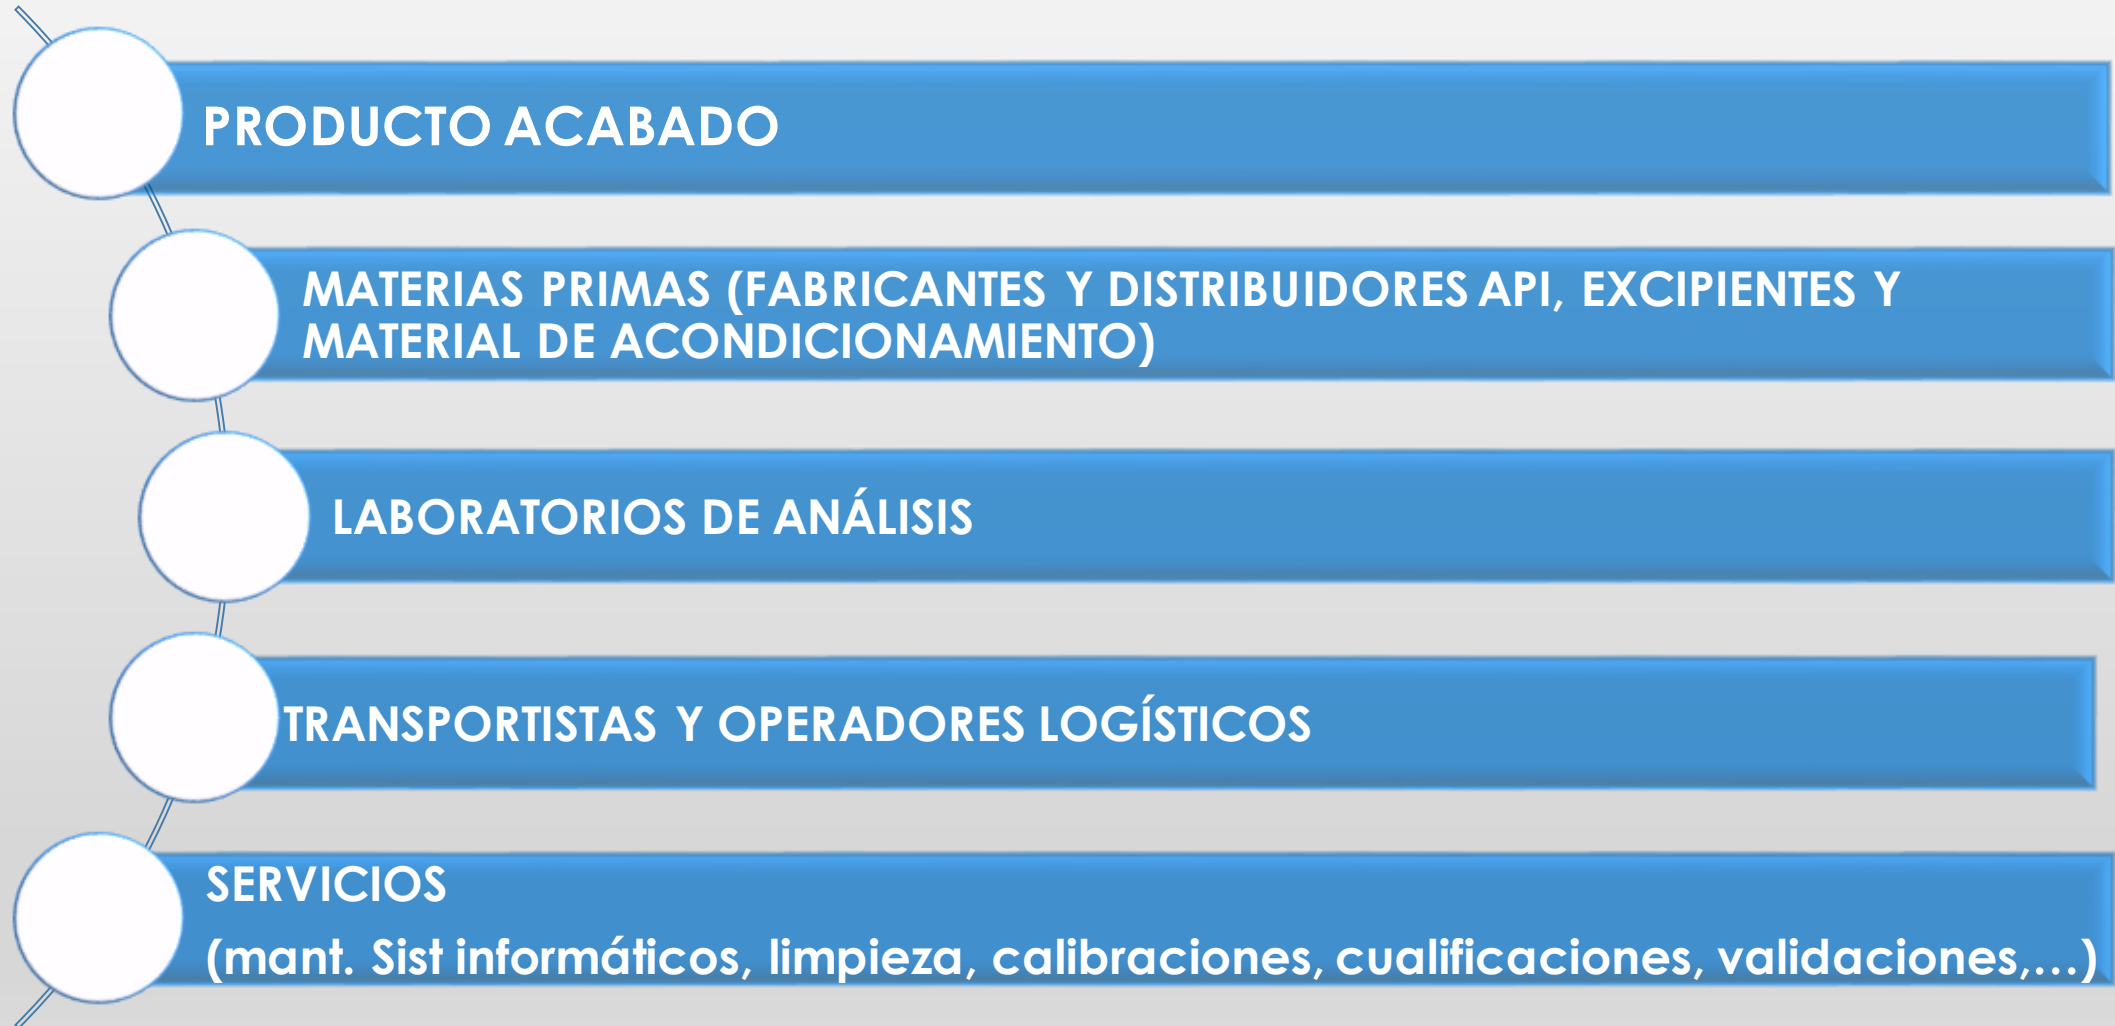 PRODUCTO ACABADO
MATERIAS PRIMAS (FABRICANTES Y DISTRIBUIDORES API, EXCIPIENTES Y
MATERIAL DE ACONDICIONAMIENTO)
LABORATORIOS DE ANÁLISIS
TRANSPORTISTAS Y OPERADORES LOGÍSTICOS
SERVICIOS
(mant. Sist informáticos, limpieza, calibraciones, cualificaciones, validaciones,...)